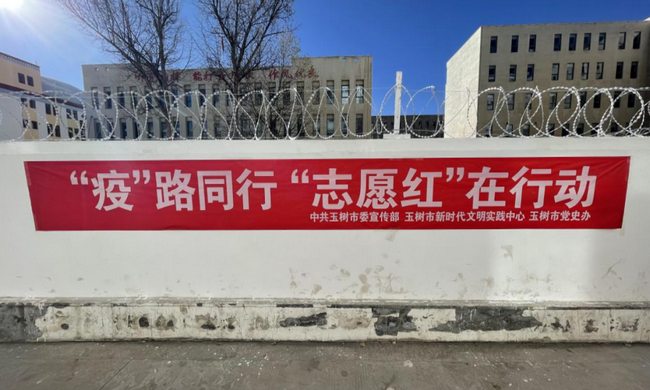 “疫”路同行 “志愿红”在行动
中共玉树市委宣传部 玉树市新时代文明实践中心 玉树市党史办